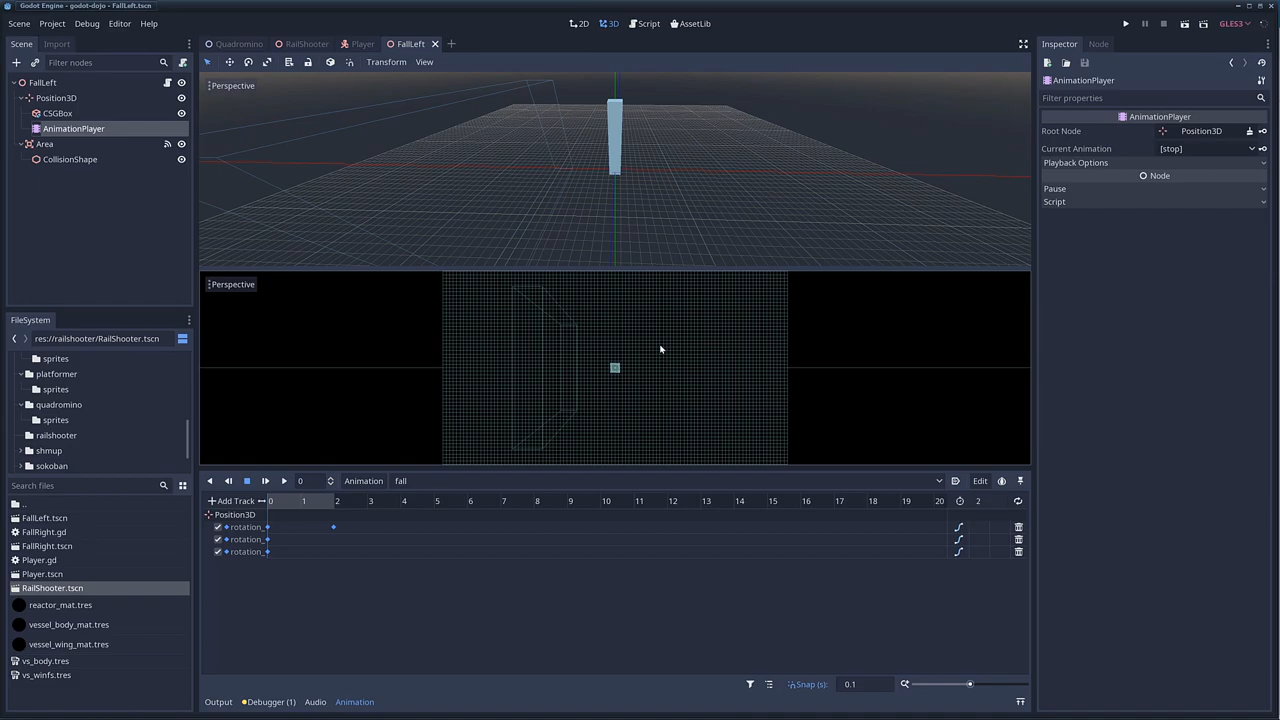 Godot Engine - godot-dojo - FallLeft.tscn
Scene Project Debug Editor Help
2D 3D Script AssetLib
GLES3
Scene Import
Filter nodes
FallLeft
Position3D
CSGBox
AnimationPlayer
Area
CollisionShape
Quadromino RailShooter Player FallLeft
Transform View
Perspective
Perspective
Inspector Node
AnimationPlayer
Filter properties
AnimationPlayer
Root Node Position3D
Current Animation [stop]
Playback Options
Node
Pause
Script
FileSystem
res://railshooter/RailShooter.tscn
sprites
platformer
sprites
quadromino
sprites
railshooter
shmup
sokoban
Search files
..
FallLeft.tscn
FallRight.gd
FallRight.tscn
Player.gd
Player.tscn
RailShooter.tscn
reactor_mat.tres
vessel_body_mat.tres
vessel_wing_mat.tres
vs_body.tres
vs_winfs.tres
0 Animation fall Edit
Add Track 0 1 2 3 4 5 6 7 8 9 10 11 12 13 14 15 16 17 18 19 20 2
Position3D
rotation_
rotation_
rotation_
Snap (s): 0.1
Output Debugger (1) Audio Animation